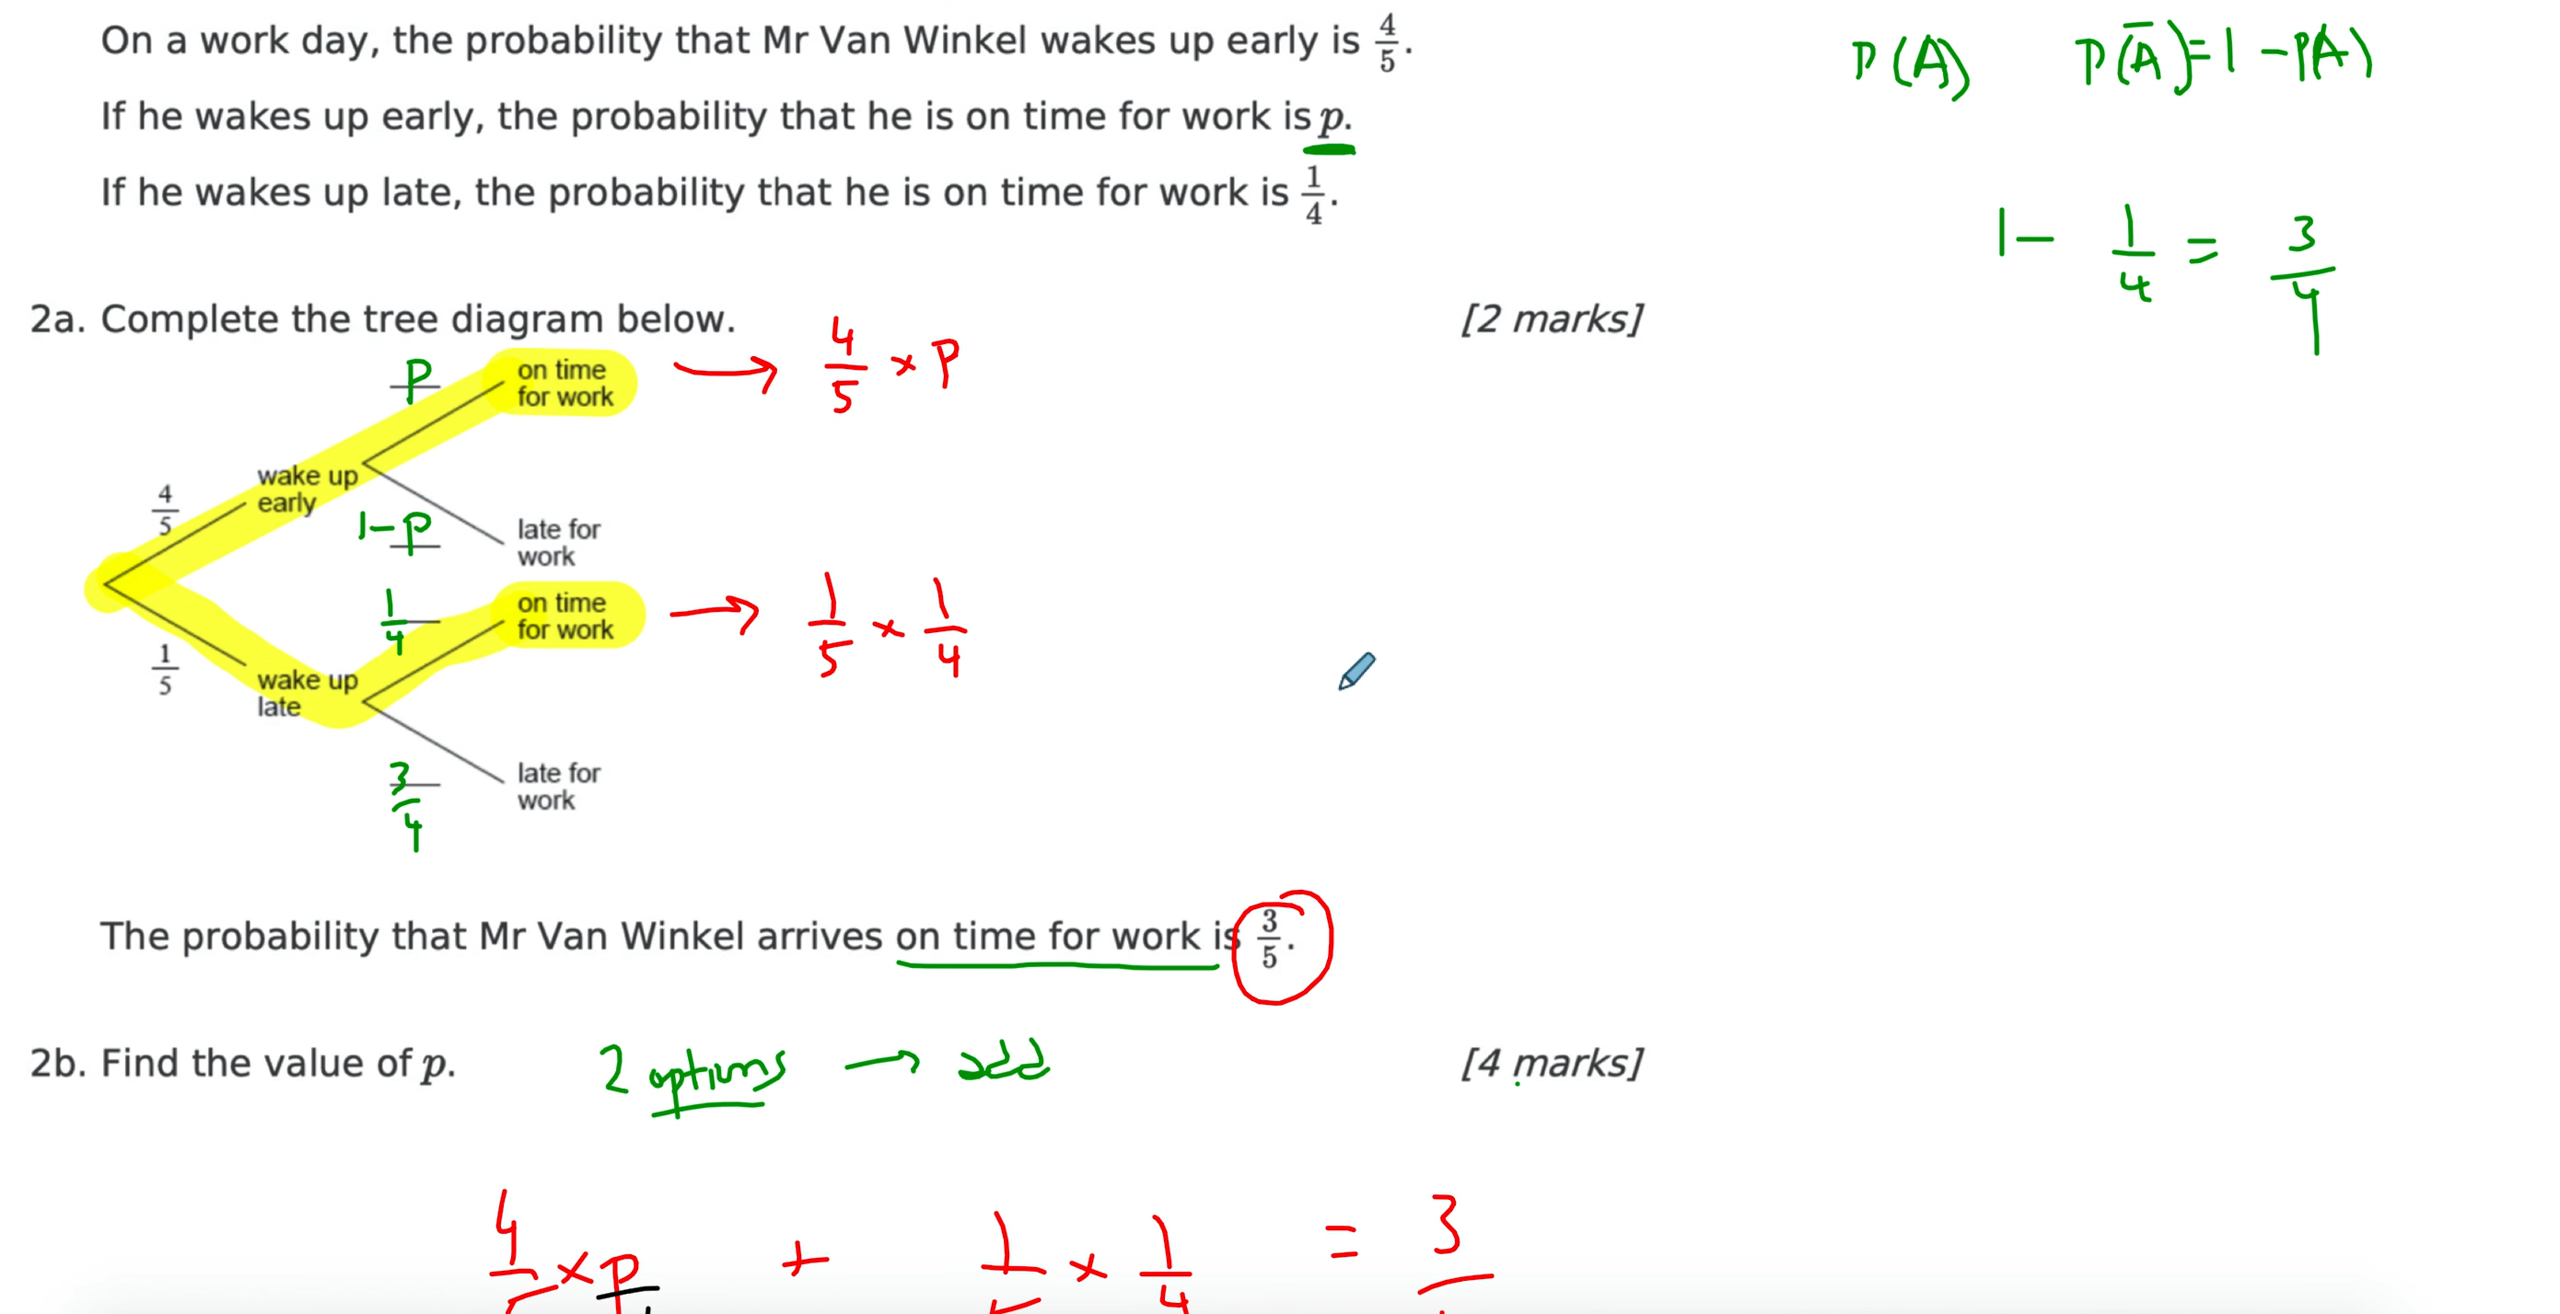 On a work day, the probability that Mr Van Winkel wakes up early is 4/5.
P(A) P(Ā) = 1 - P(A)
If he wakes up early, the probability that he is on time for work is p.
If he wakes up late, the probability that he is on time for work is 1/4.
1 - 1/4 = 3/4
2a. Complete the tree diagram below. [2 marks]
p on time for work → 4/5 × P
4/5 wake up early
1-p late for work
1/4 on time for work → 1/5 × 1/4
1/5 wake up late
3/4 late for work
The probability that Mr Van Winkel arrives on time for work is 3/5.
2b. Find the value of p. 2 options → add [4 marks]
4/5 × P + 1/5 × 1/4 = 3